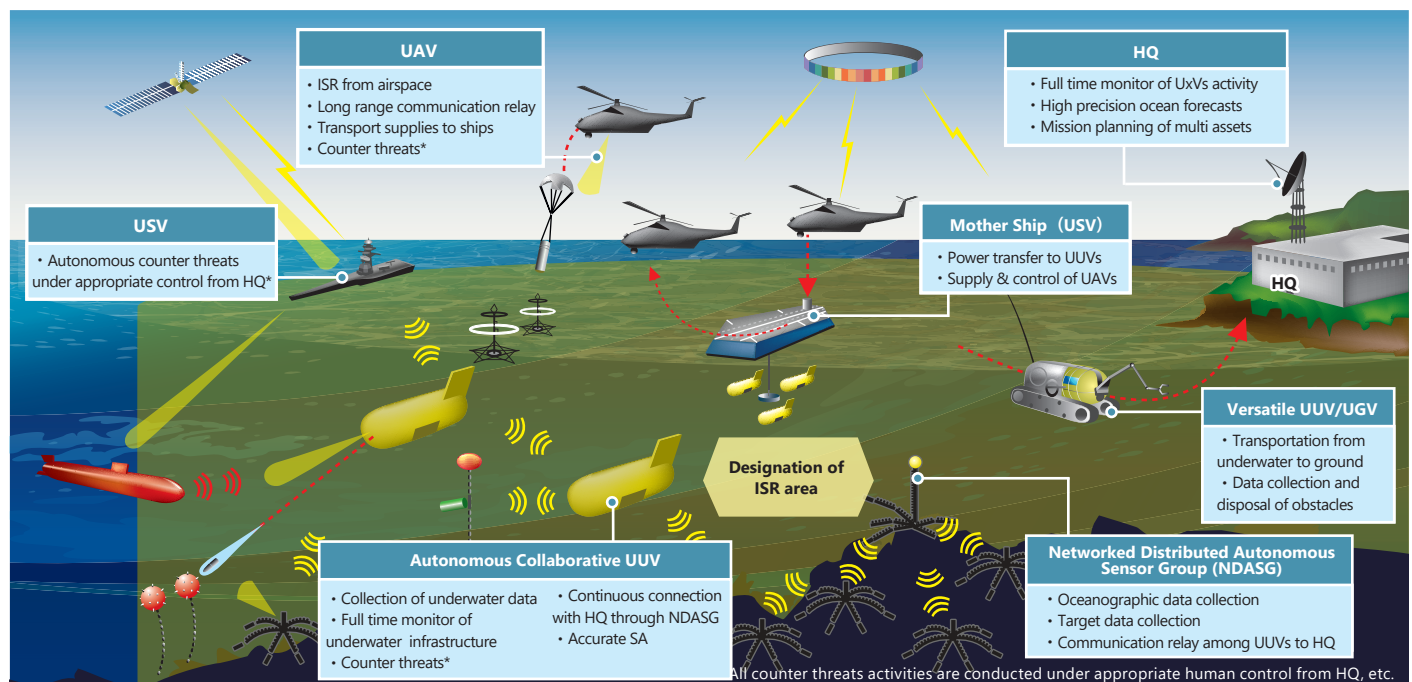 UAV
・ISR from airspace
・Long range communication relay
・Transport supplies to ships
・Counter threats*
HQ
・Full time monitor of UxVs activity
・High precision ocean forecasts
・Mission planning of multi assets
USV
・Autonomous counter threats
under appropriate control from HQ*
Mother Ship（USV）
・Power transfer to UUVs
・Supply & control of UAVs
HQ
Versatile UUV/UGV
・Transportation from
underwater to ground
・Data collection and
disposal of obstacles
Designation of
ISR area
Autonomous Collaborative UUV
・Collection of underwater data
・Full time monitor of
underwater infrastructure
・Counter threats*
・Continuous connection
with HQ through NDASG
・Accurate SA
Networked Distributed Autonomous
Sensor Group (NDASG)
・Oceanographic data collection
・Target data collection
・Communication relay among UUVs to HQ
All counter threats activities are conducted under appropriate human control from HQ, etc.